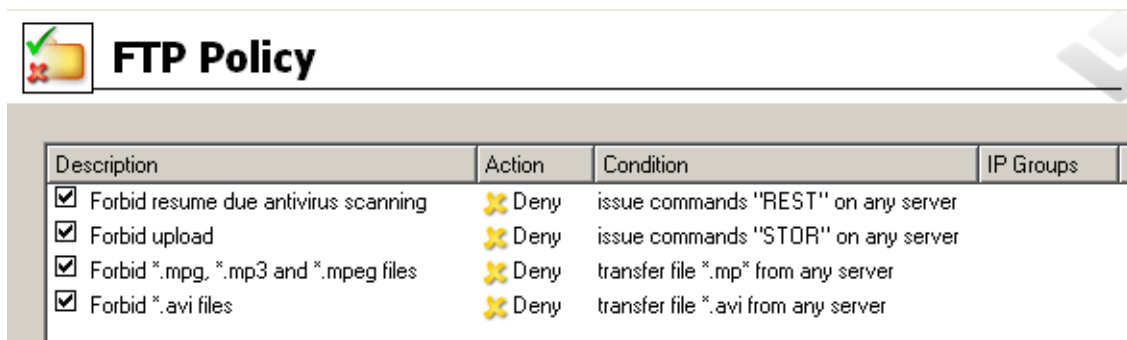 FTP Policy
Description Action Condition IP Groups
Forbid resume due antivirus scanning Deny issue commands "REST" on any server
Forbid upload Deny issue commands "STOR" on any server
Forbid *.mpg, *.mp3 and *.mpeg files Deny transfer file *.mp* from any server
Forbid *.avi files Deny transfer file *.avi from any server